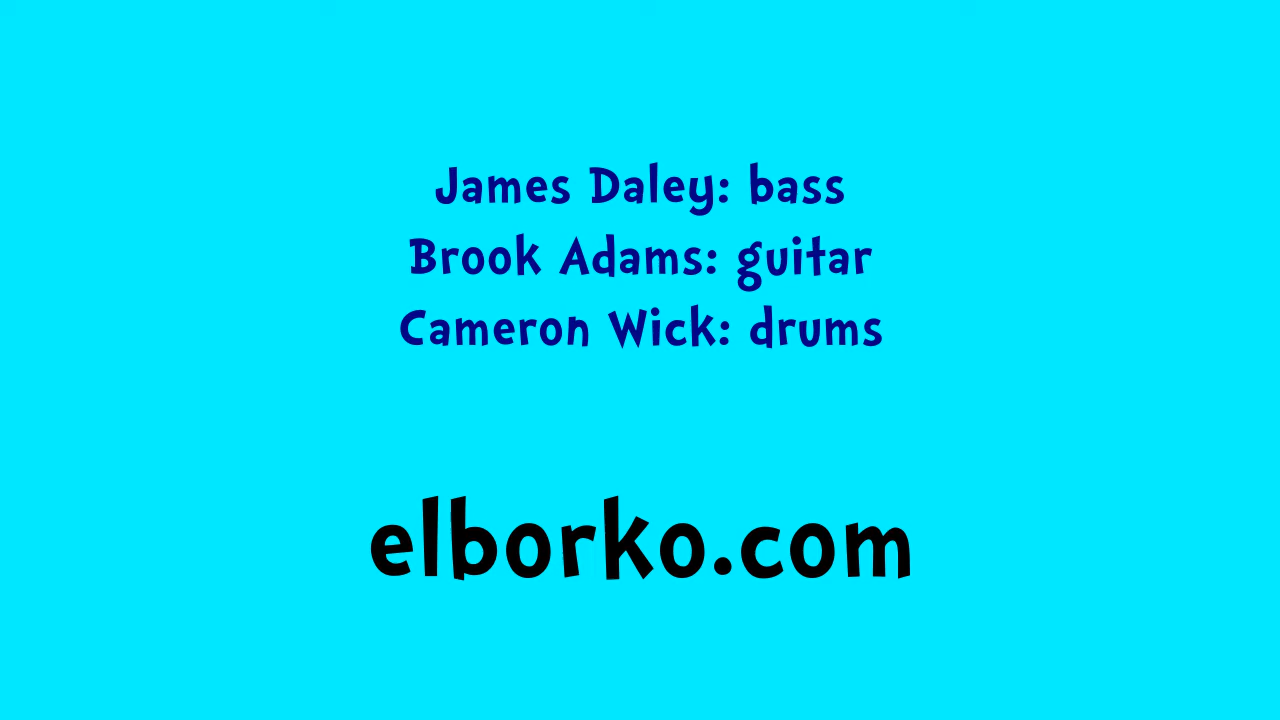 James Daley: bass
Brook Adams: guitar
Cameron Wick: drums
elborko.com